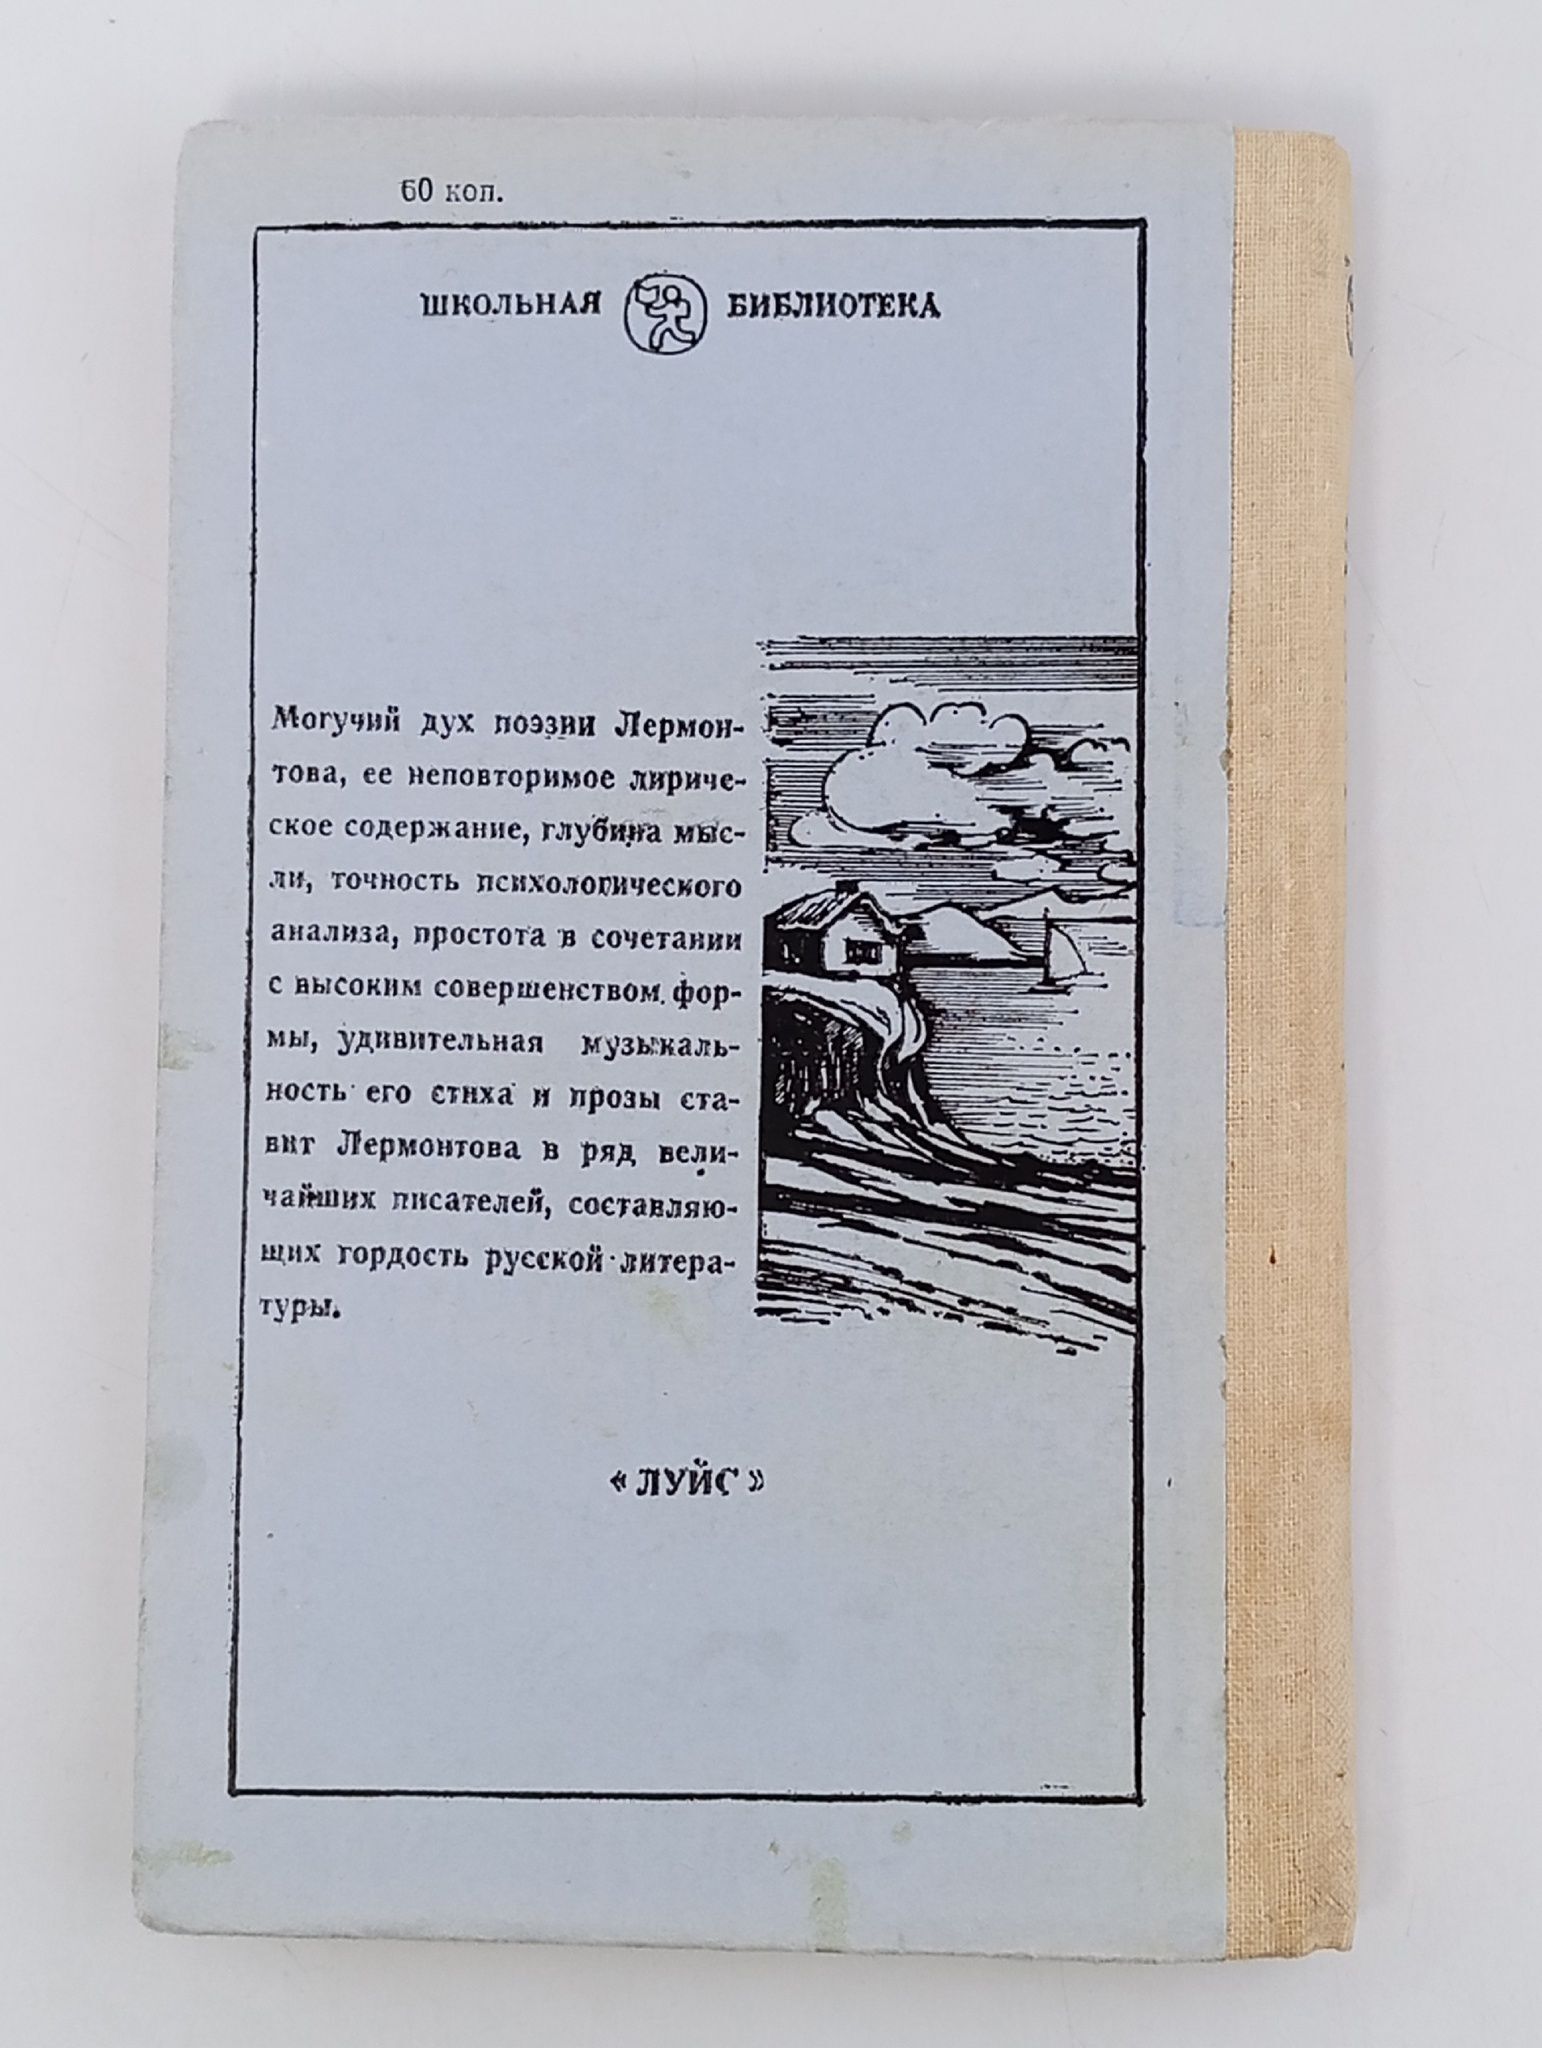 60 коп.
ШКОЛЬНАЯ БИБЛИОТЕКА
Могучий дух поэзии Лермон-
това, ее неповторимое лириче-
ское содержание, глубина мыс-
ли, точность психологического
анализа, простота в сочетании
с высоким совершенством фор-
мы, удивительная музыкаль-
ность его стиха и прозы ста-
вит Лермонтова в ряд вели-
чайших писателей, составляю-
щих гордость русской литера-
туры.
«ЛУЙС»